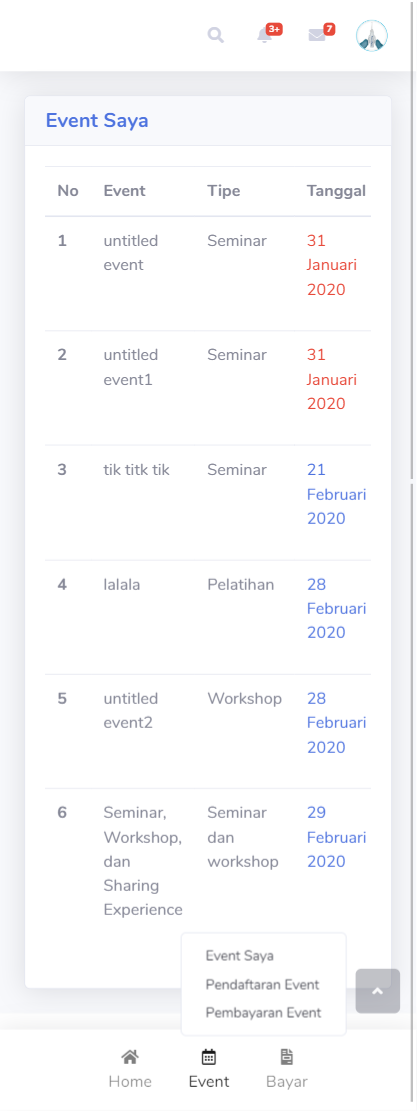 3+ 7
Event Saya
No Event Tipe Tanggal
1 untitled Seminar 31
event Januari
2020
2 untitled Seminar 31
event1 Januari
2020
3 tik titk tik Seminar 21
Februari
2020
4 lalala Pelatihan 28
Februari
2020
5 untitled Workshop 28
event2 Februari
2020
6 Seminar, Seminar 29
Workshop, dan Februari
dan workshop 2020
Sharing
Experience
Event Saya
Pendaftaran Event
Pembayaran Event
Home Event Bayar